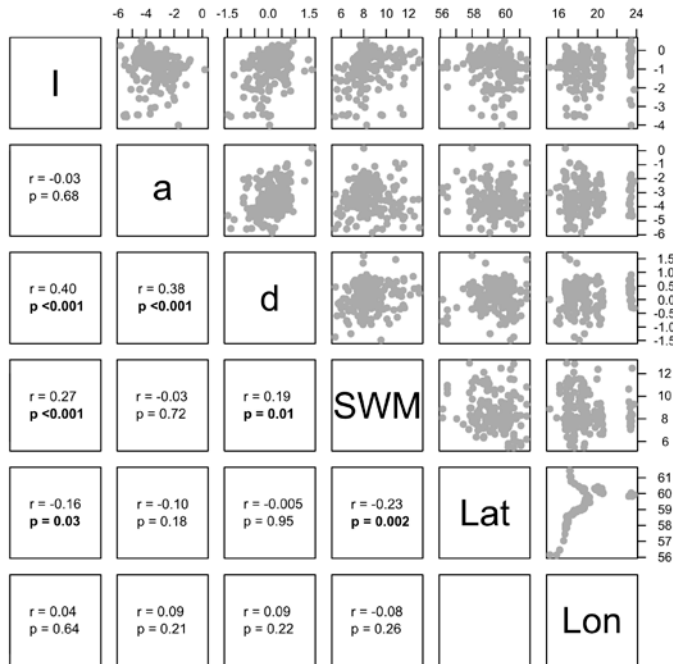 -6 -4 -2 0 -1.5 0.0 1.5 6 8 10 12 56 58 60 16 20 24
I
0
-1
-2
-3
-4
r = -0.03
p = 0.68
a
0
-1
-2
-3
-4
-5
-6
r = 0.40
p <0.001
r = 0.38
p <0.001
d
1.5
1.0
0.5
0.0
-0.5
-1.0
-1.5
r = 0.27
p <0.001
r = -0.03
p = 0.72
r = 0.19
p = 0.01
SWM
12
10
8
6
r = -0.16
p = 0.03
r = -0.10
p = 0.18
r = -0.005
p = 0.95
r = -0.23
p = 0.002
Lat
61
60
59
58
57
56
r = 0.04
p = 0.64
r = 0.09
p = 0.21
r = 0.09
p = 0.22
r = -0.08
p = 0.26
Lon